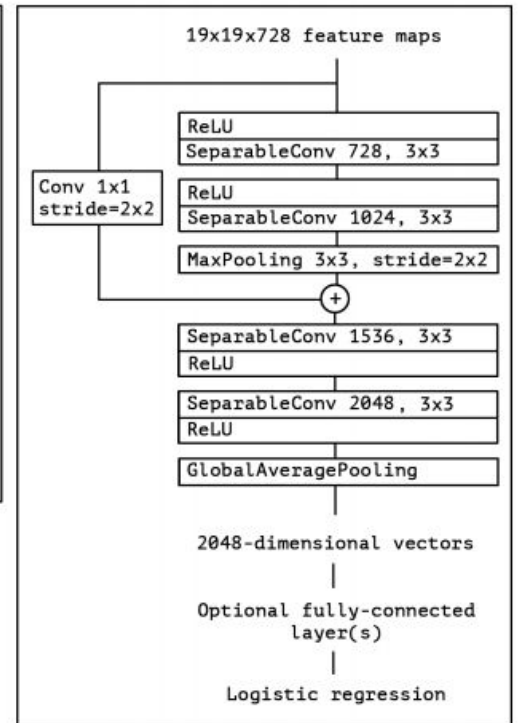 19x19x728 feature maps
ReLU
SeparableConv 728, 3x3
Conv 1x1
stride=2x2
ReLU
SeparableConv 1024, 3x3
MaxPooling 3x3, stride=2x2
+
SeparableConv 1536, 3x3
ReLU
SeparableConv 2048, 3x3
ReLU
GlobalAveragePooling
2048-dimensional vectors
Optional fully-connected
layer(s)
Logistic regression